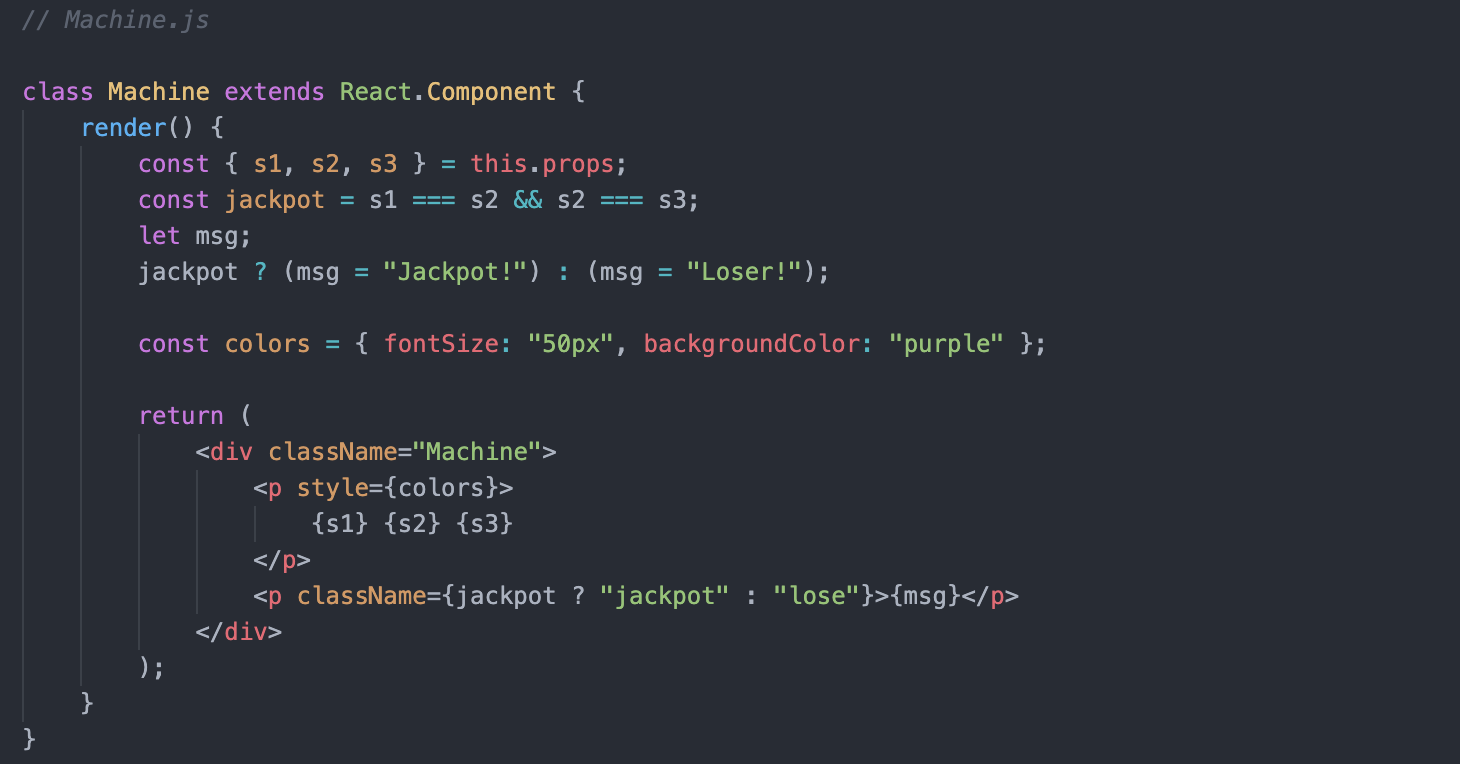 // Machine.js
class Machine extends React.Component {
render() {
const { s1, s2, s3 } = this.props;
const jackpot = s1 === s2 && s2 === s3;
let msg;
jackpot ? (msg = "Jackpot!") : (msg = "Loser!");
const colors = { fontSize: "50px", backgroundColor: "purple" };
return (
<div className="Machine">
<p style={colors}>
{s1} {s2} {s3}
</p>
<p className={jackpot ? "jackpot" : "lose"}>{msg}</p>
</div>
);
}
}